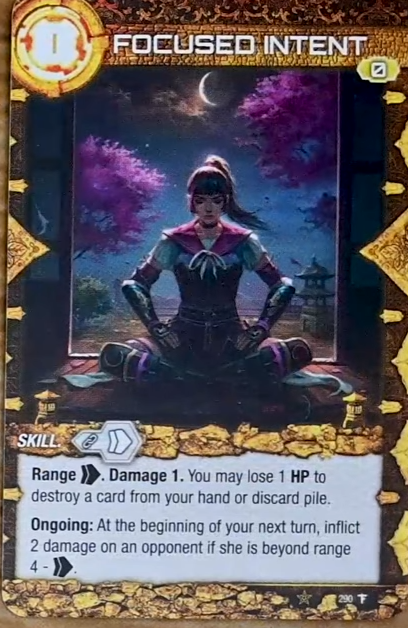 1
FOCUSED INTENT
0
SKILL.
Range. Damage 1. You may lose 1 HP to
destroy a card from your hand or discard pile.
Ongoing: At the beginning of your next turn, inflict
2 damage on an opponent if she is beyond range
4 - .
290